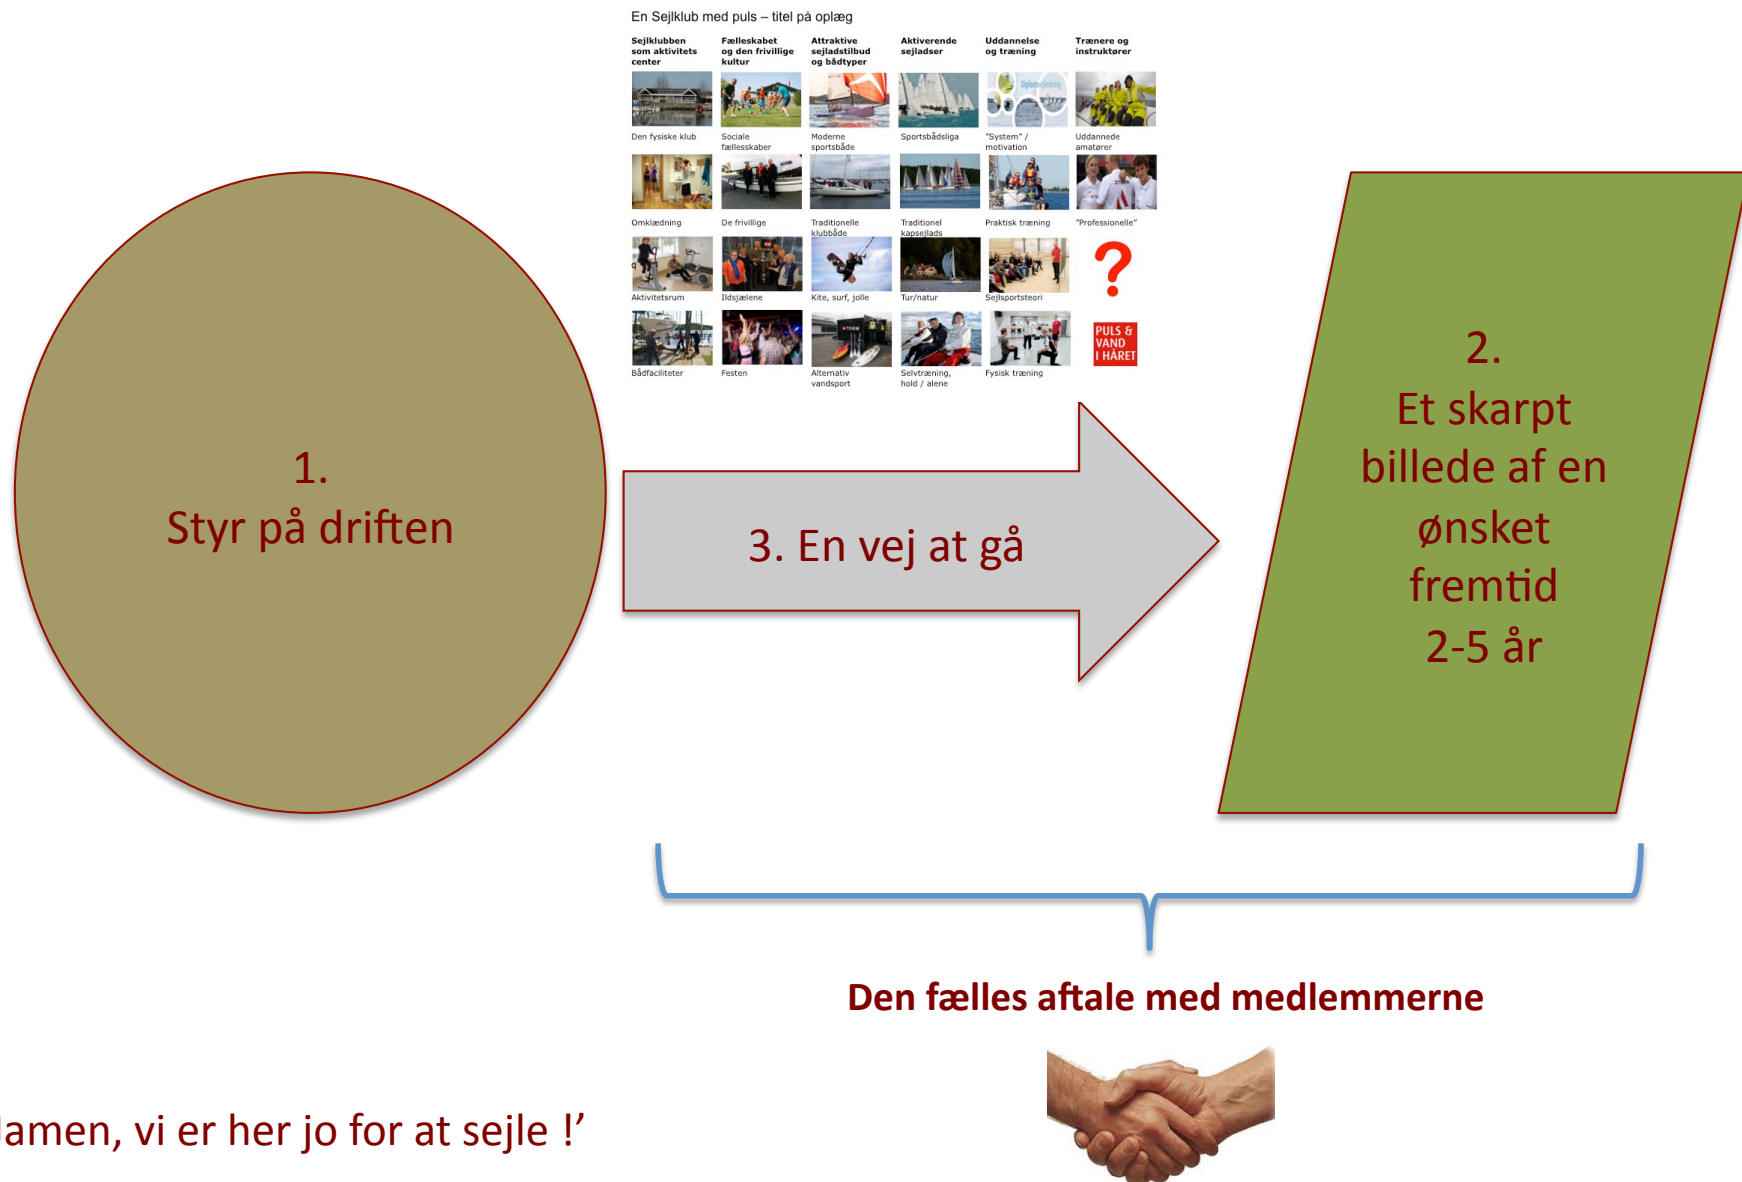 En Sejlklub med puls – titel på oplæg
Sejlklubben
som aktivitets
center
Fælleskabet
og den frivillige
kultur
Attraktive
sejladstilbud
og bådtyper
Aktiverende
sejladser
Uddannelse
og træning
Trænere og
instruktører
Diplomsejledning
Den fysiske klub
Sociale
fællesskaber
Moderne
sportsbåde
Sportsbådsliga
"System" /
motivation
Uddannede
amatører
Omklædning
De frivillige
Traditionelle
klubbåde
Traditionel
kapsejlads
Praktisk træning
"Professionelle"
?
Aktivitetsrum
Ildsjælene
Kite, surf, jolle
Tur/natur
Sejlsportsteori
TORM
PULS &
VAND
I HÅRET
Bådfaciliteter
Festen
Alternativ
vandsport
Selvtræning,
hold / alene
Fysisk træning
1.
Styr på driften
3. En vej at gå
2.
Et skarpt
billede af en
ønsket
fremtid
2-5 år
Den fælles aftale med medlemmerne
Jamen, vi er her jo for at sejle !’